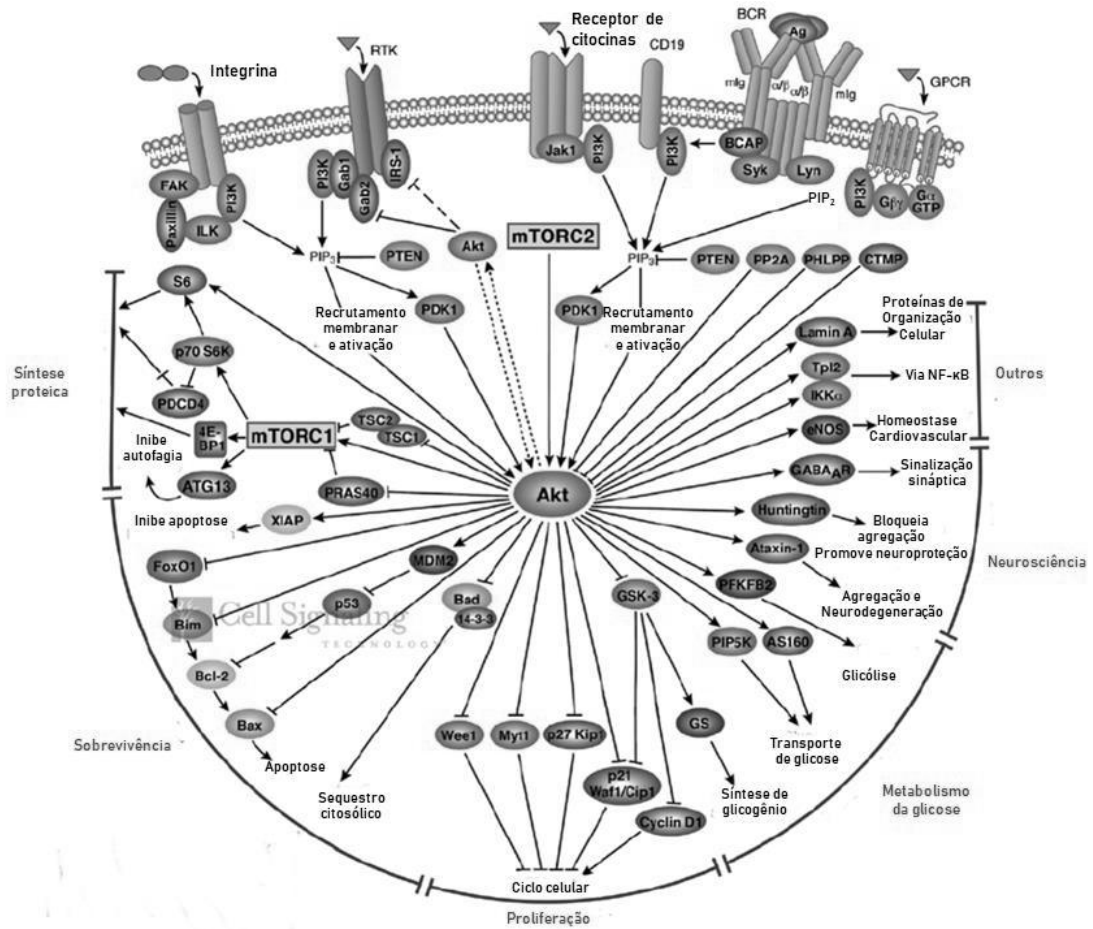 Receptor de
citocinas
BCR
Ag
RTK
CD19
Integrina
mIg
α/β
α/β
mIg
GPCR
FAK
Paxillin
ILK
PI3K
PI3K
Gab1
Gab2
IRS-1
Jak1
PI3K
PI3K
BCAP
Syk
Lyn
PIP₂
PI3K
Gβγ
Gα
GTP
Akt
mTORC2
PIP₃
PTEN
PIP₃
PTEN
PP2A
PHLPP
CTMP
S6
PDK1
PDK1
Recrutamento
membranar
e ativação
Recrutamento
membranar
e ativação
Lamin A
Proteínas de
Organização
Celular
p70 S6K
Tpl2
IKKα
Via NF-κB
Outros
Síntese
proteica
PDCD4
4E-
BP1
mTORC1
TSC2
TSC1
eNOS
Homeostase
Cardiovascular
Inibe
autofagia
ATG13
PRAS40
Akt
GABAAR
Sinalização
sináptica
Inibe apoptose
XIAP
Huntingtin
Bloqueia
agregação
Promove neuroproteção
Neurosciência
FoxO1
MDM2
Ataxin-1
Agregação e
Neurodegeneração
Bim
p53
Bad
14-3-3
GSK-3
PFKFB2
Cell Signaling
TECHNOLOGY
PIP5K
AS160
Glicólise
Bcl-2
Bax
Wee1
Myt1
p27 Kip1
GS
Sobrevivência
Apoptose
Transporte
de glicose
p21
Waf1/Cip1
Sequestro
citosólico
Síntese de
glicogênio
Metabolismo
da glicose
Cyclin D1
Ciclo celular
Proliferação